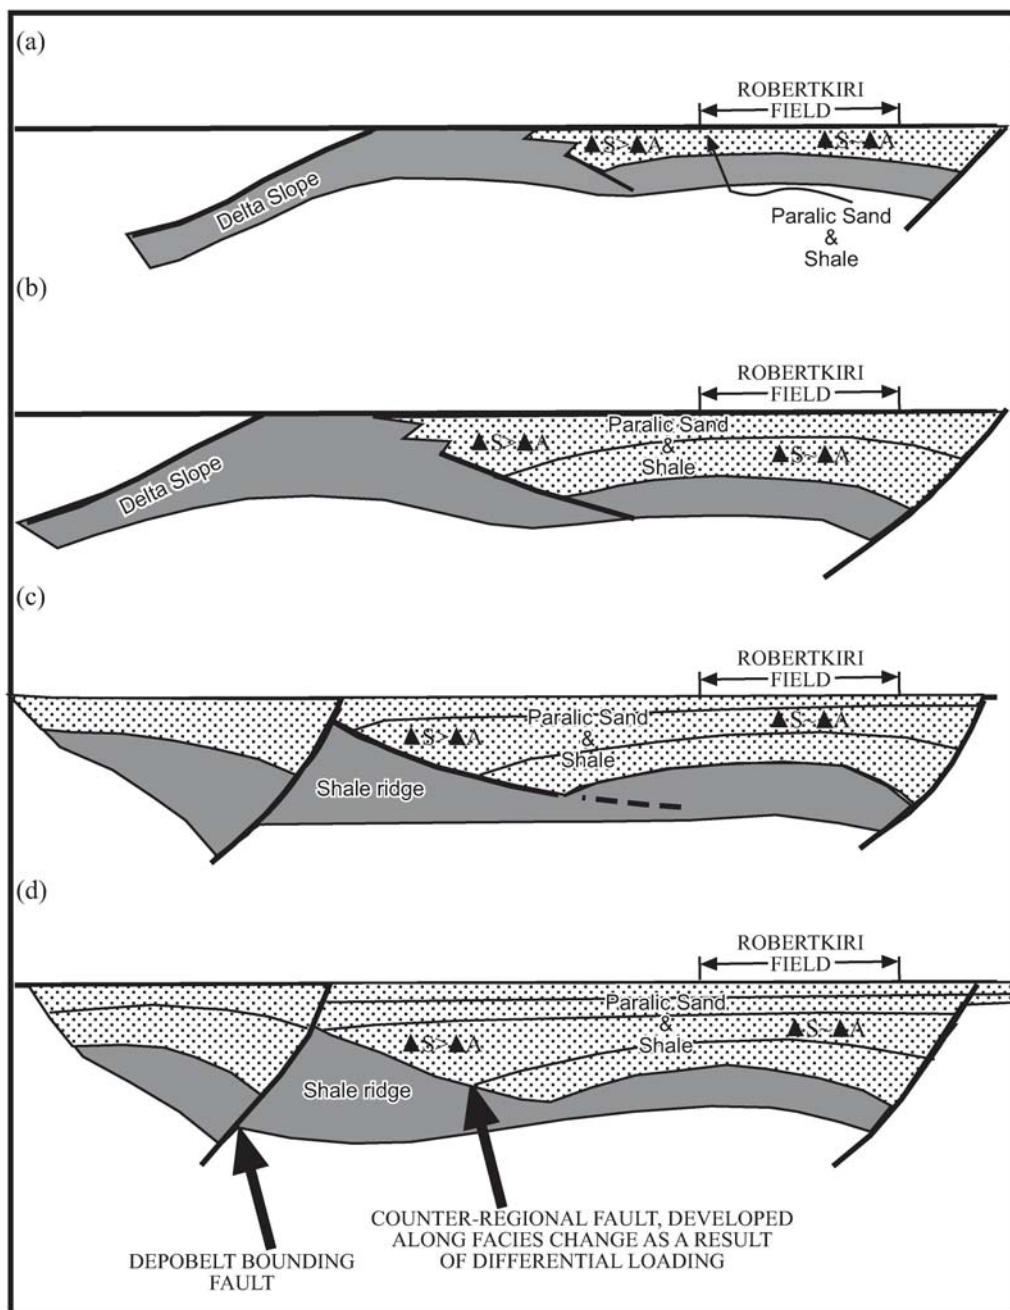 (a)
ROBERTKIRI
FIELD
▲S>▲A
▲S~▲A
Delta Slope
Paralic Sand
&
Shale
(b)
ROBERTKIRI
FIELD
Paralic Sand
&
Shale
▲S>▲A
▲S~▲A
Delta Slope
(c)
ROBERTKIRI
FIELD
Paralic Sand
&
Shale
▲S>▲A
▲S~▲A
Shale ridge
(d)
ROBERTKIRI
FIELD
Paralic Sand
&
Shale
▲S>▲A
▲S~▲A
Shale ridge
DEPOBELT BOUNDING
FAULT
COUNTER-REGIONAL FAULT, DEVELOPED
ALONG FACIES CHANGE AS A RESULT
OF DIFFERENTIAL LOADING